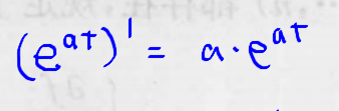 (e^{at})' = a · e^{at}